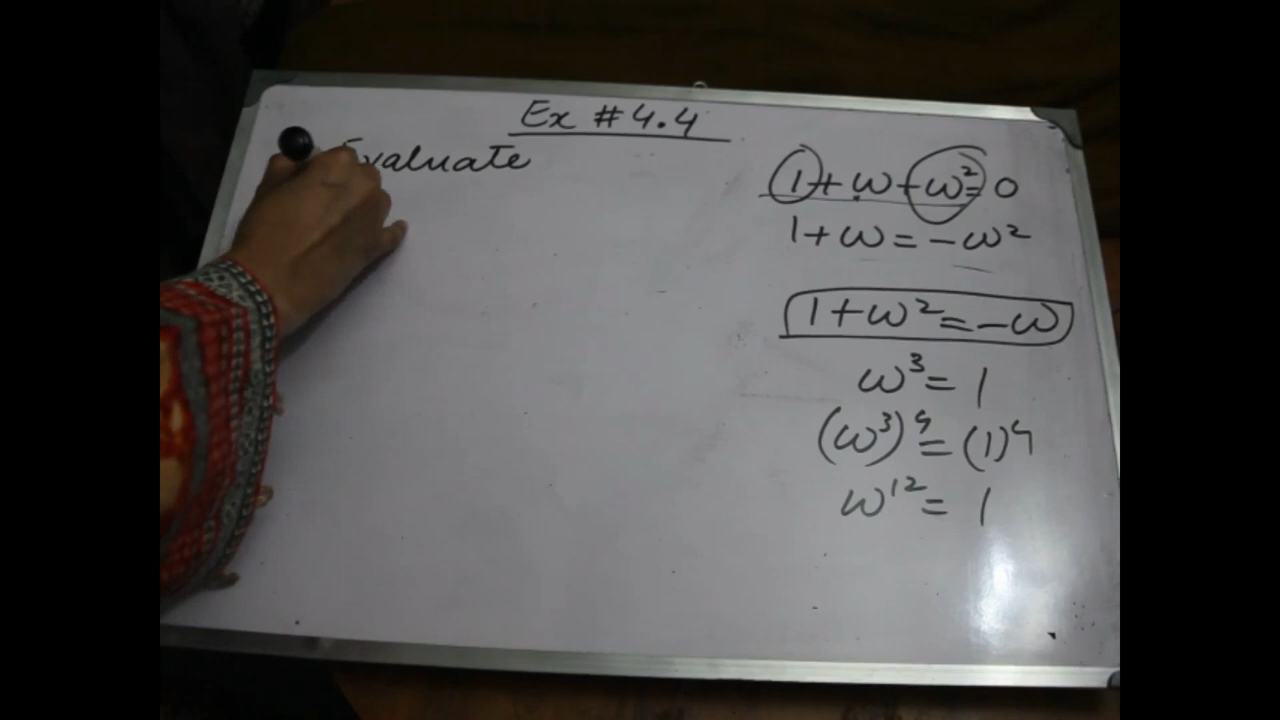 Ex # 4.4
Evaluate
1+ω+ω²=0
1+ω=-ω²
1+ω²=-ω
ω³=1
(ω³)⁴=(1)⁴
ω¹²=1